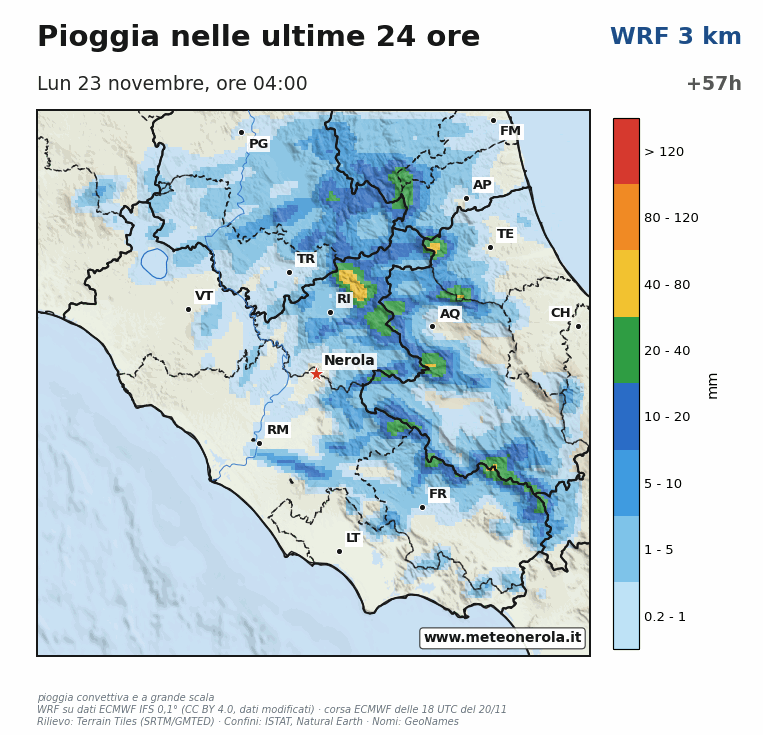 Pioggia nelle ultime 24 ore
WRF 3 km
Lun 23 novembre, ore 04:00
+57h
PG
FM
AP
TE
TR
VT
RI
AQ
CH
Nerola
RM
FR
LT
www.meteonerola.it
> 120
80 - 120
40 - 80
20 - 40
10 - 20
5 - 10
1 - 5
0.2 - 1
mm
pioggia convettiva e a grande scala
WRF su dati ECMWF IFS 0,1° (CC BY 4.0, dati modificati) · corsa ECMWF delle 18 UTC del 20/11
Rilievo: Terrain Tiles (SRTM/GMTED) · Confini: ISTAT, Natural Earth · Nomi: GeoNames